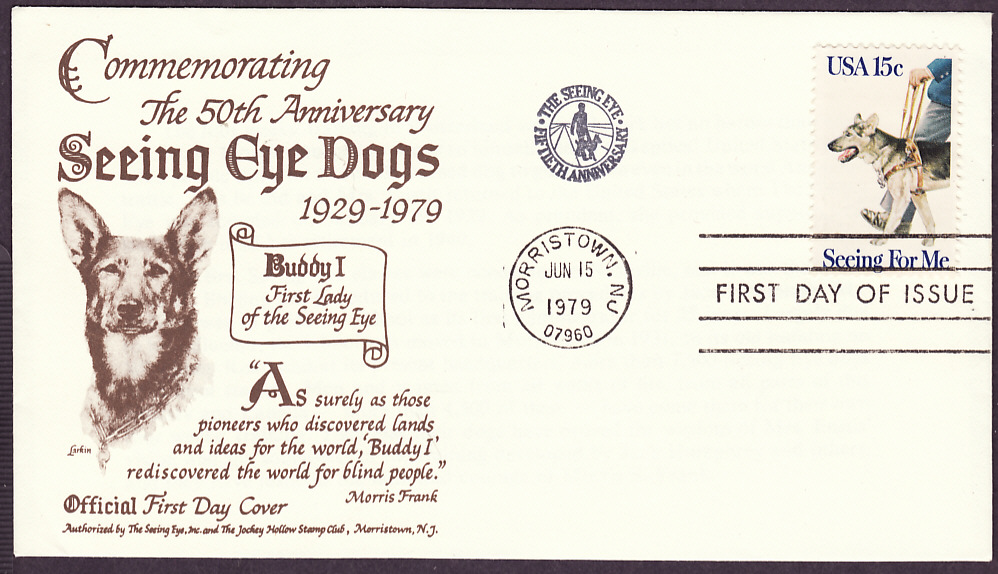 Commemorating
The 50th Anniversary
Seeing Eye Dogs
1929-1979
Buddy I
First Lady
of the Seeing Eye
"As surely as those
pioneers who discovered lands
and ideas for the world, 'Buddy I'
rediscovered the world for blind people."
Morris Frank
Larkin
Official First Day Cover
Authorized by The Seeing Eye, Inc. and The Jockey Hollow Stamp Club, Morristown, N.J.
• THE SEEING EYE •
FIFTIETH ANNIVERSARY
MORRISTOWN, NJ
JUN 15
1979
07960
USA 15c
Seeing For Me
FIRST DAY OF ISSUE